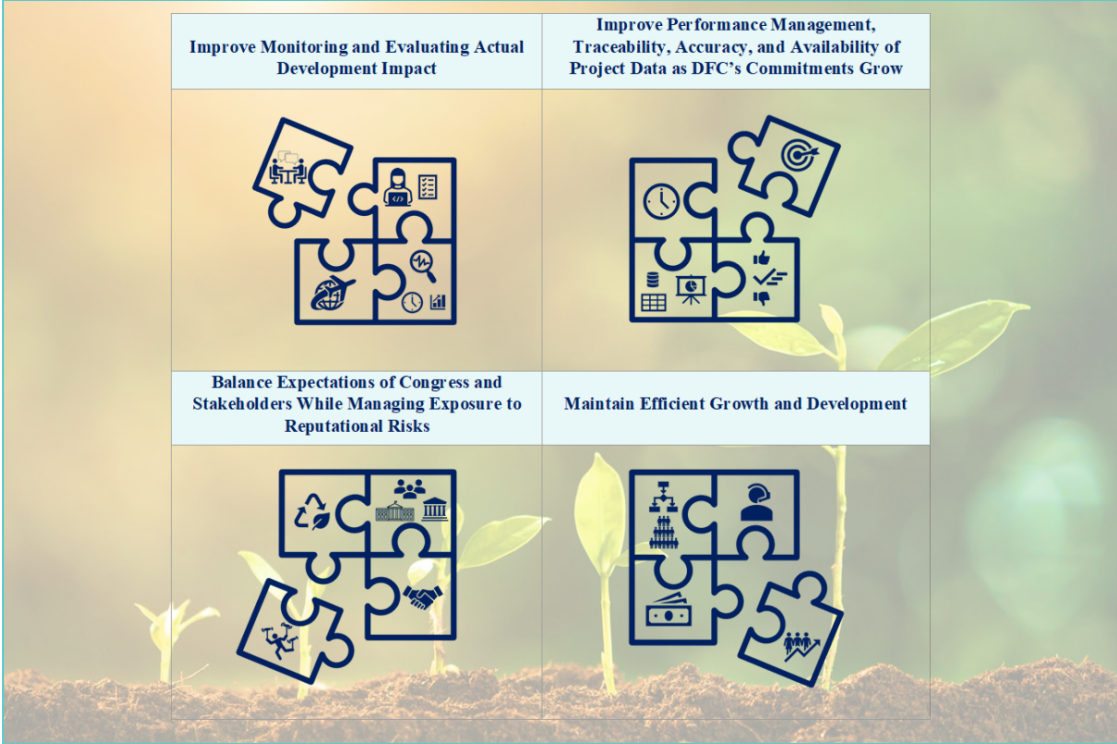 Improve Monitoring and Evaluating Actual
Development Impact
Improve Performance Management,
Traceability, Accuracy, and Availability of
Project Data as DFC’s Commitments Grow
Balance Expectations of Congress and
Stakeholders While Managing Exposure to
Reputational Risks
Maintain Efficient Growth and Development